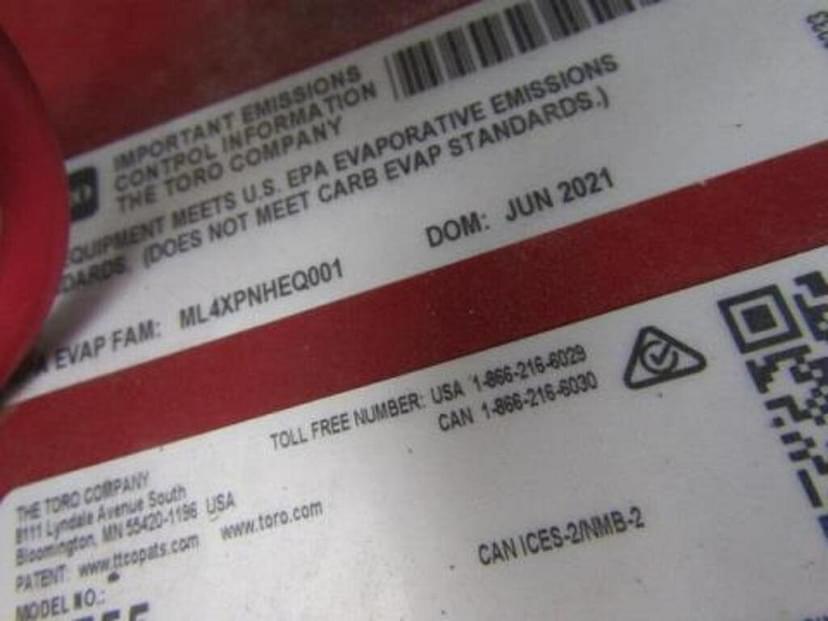 IMPORTANT EMISSIONS
CONTROL INFORMATION
THE TORO COMPANY
EQUIPMENT MEETS U.S. EPA EVAPORATIVE EMISSIONS
DARDS. (DOES NOT MEET CARB EVAP STANDARDS.)
EVAP FAM: ML4XPNHEQ001 DOM: JUN 2021
TOLL FREE NUMBER: USA 1-866-216-6029
CAN 1-866-216-6030
THE TORO COMPANY
8111 Lyndale Avenue South
Bloomington, MN 55420-1196 USA
PATENT: www.ttcopats.com www.toro.com
CAN ICES-2/NMB-2
MODEL NO.: